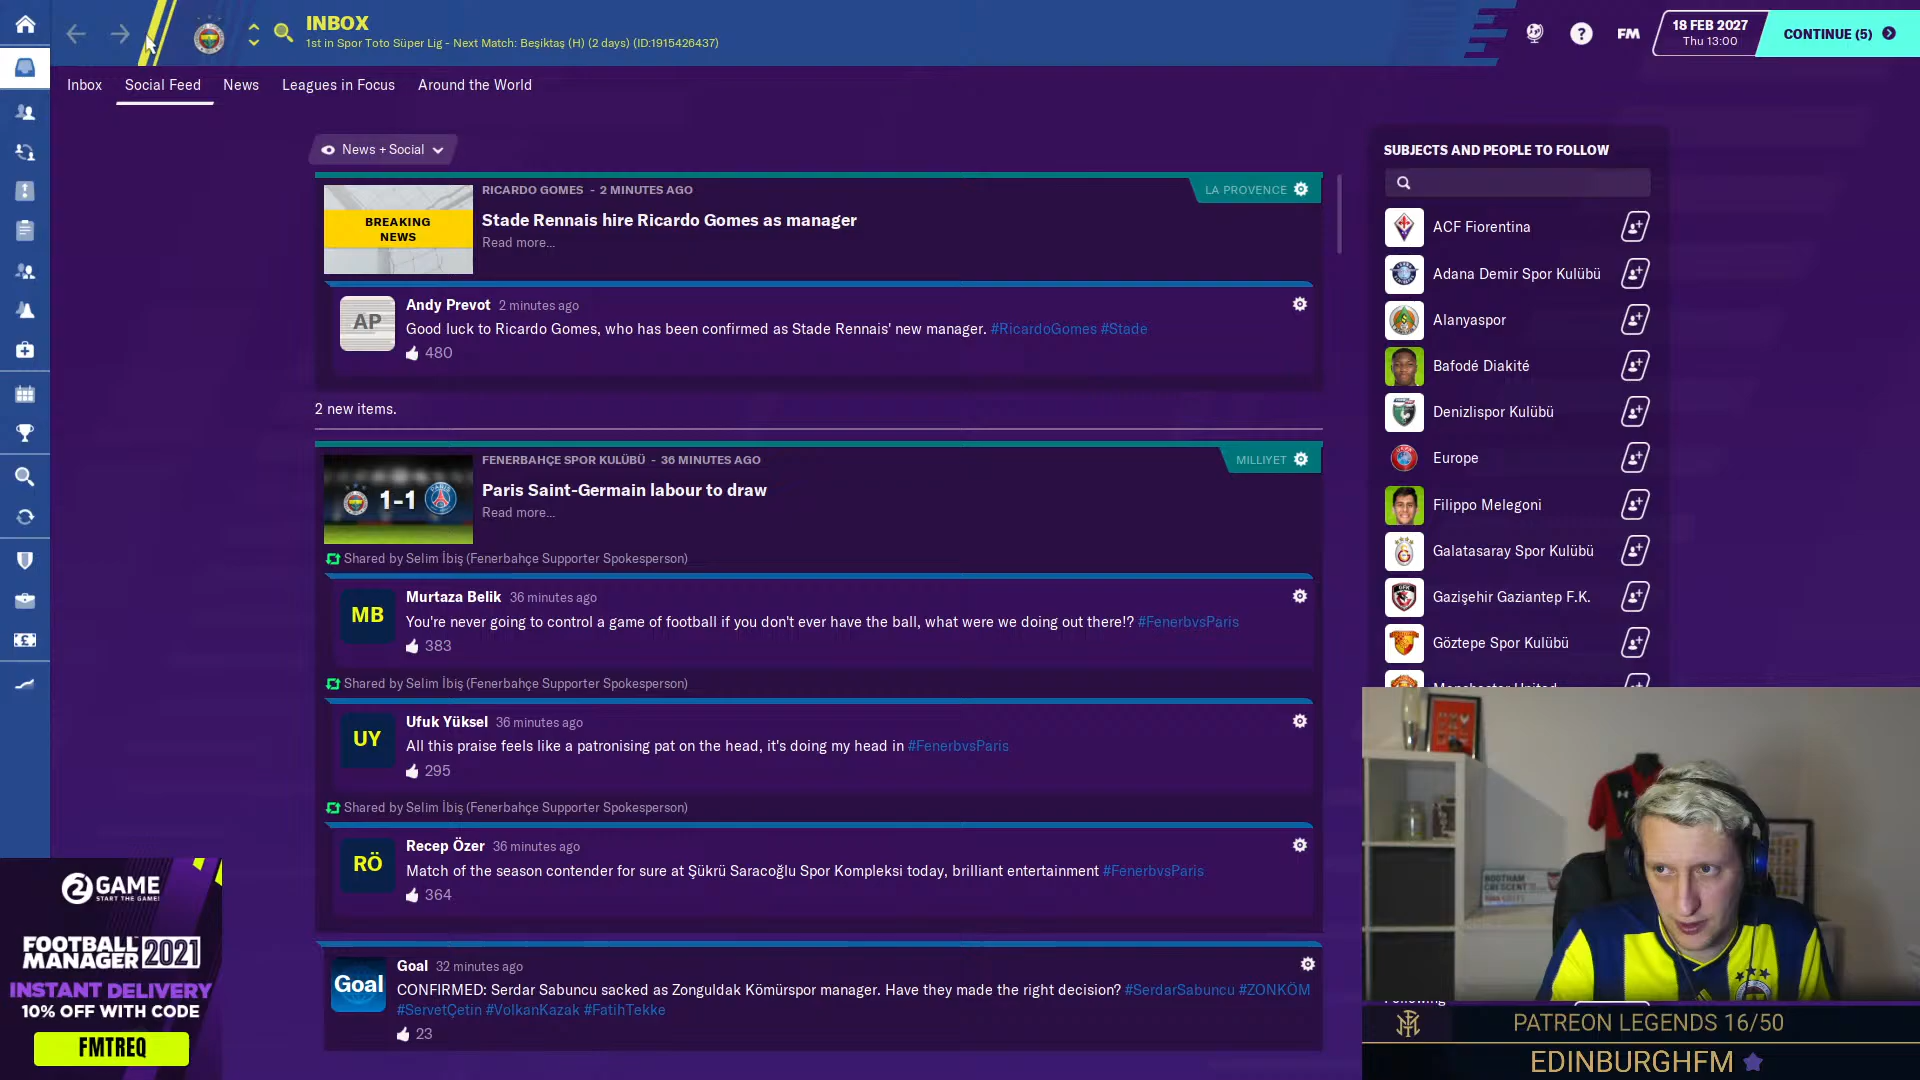 INBOX
1st in Spor Toto Süper Lig - Next Match: Beşiktaş (H) (2 days) (ID:1915426437)
FM
18 FEB 2027
Thu 13:00
CONTINUE (5)
Inbox
Social Feed
News
Leagues in Focus
Around the World
News + Social
BREAKING
NEWS
RICARDO GOMES - 2 MINUTES AGO
LA PROVENCE
Stade Rennais hire Ricardo Gomes as manager
Read more...
AP
Andy Prevot 2 minutes ago
Good luck to Ricardo Gomes, who has been confirmed as Stade Rennais' new manager. #RicardoGomes #Stade
480
2 new items.
1-1
FENERBAHÇE SPOR KULÜBÜ - 36 MINUTES AGO
MILLIYET
Paris Saint-Germain labour to draw
Read more...
Shared by Selim İbiş (Fenerbahçe Supporter Spokesperson)
MB
Murtaza Belik 36 minutes ago
You're never going to control a game of football if you don't ever have the ball, what were we doing out there!? #FenerbvsParis
383
Shared by Selim İbiş (Fenerbahçe Supporter Spokesperson)
UY
Ufuk Yüksel 36 minutes ago
All this praise feels like a patronising pat on the head, it's doing my head in #FenerbvsParis
295
Shared by Selim İbiş (Fenerbahçe Supporter Spokesperson)
RÖ
Recep Özer 36 minutes ago
Match of the season contender for sure at Şükrü Saracoğlu Spor Kompleksi today, brilliant entertainment #FenerbvsParis
364
Goal
Goal 32 minutes ago
CONFIRMED: Serdar Sabuncu sacked as Zonguldak Kömürspor manager. Have they made the right decision? #SerdarSabuncu #ZONKÖM
#ServetÇetin #VolkanKazak #FatihTekke
23
SUBJECTS AND PEOPLE TO FOLLOW
ACF Fiorentina
Adana Demir Spor Kulübü
Alanyaspor
Bafodé Diakité
Denizlispor Kulübü
Europe
Filippo Melegoni
Galatasaray Spor Kulübü
Gazişehir Gaziantep F.K.
Göztepe Spor Kulübü
Manchester United
BOOTHAM
CRESCENT
Following
PATREON LEGENDS 16/50
EDINBURGHFM
2GAME
START THE GAME!
FOOTBALL
MANAGER 2021
INSTANT DELIVERY
10% OFF WITH CODE
FMTREQ